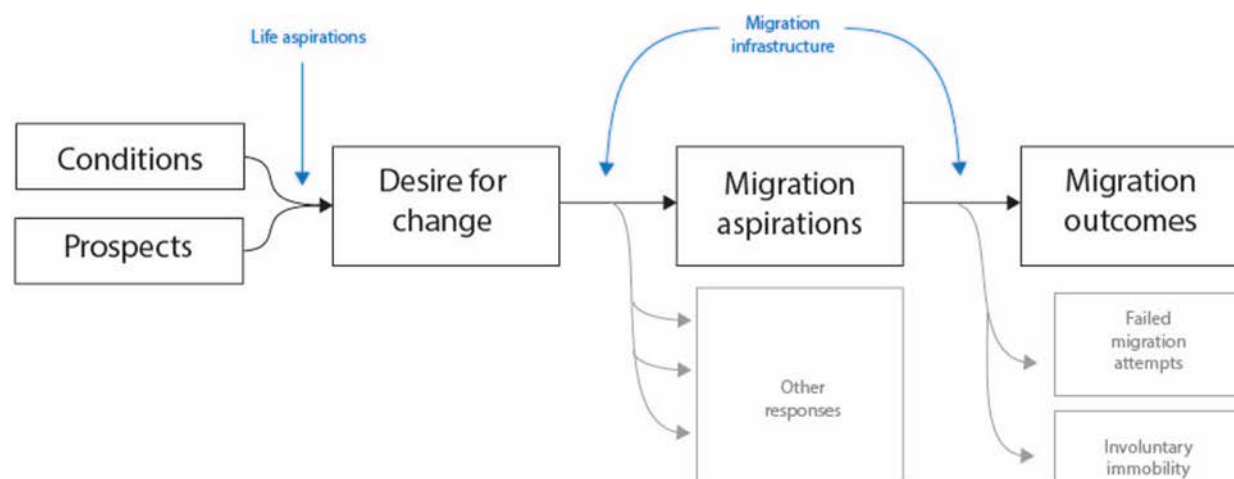 Life aspirations
Migration
infrastructure
Conditions
Prospects
Desire for
change
Migration
aspirations
Migration
outcomes
Other
responses
Failed
migration
attempts
Involuntary
immobility